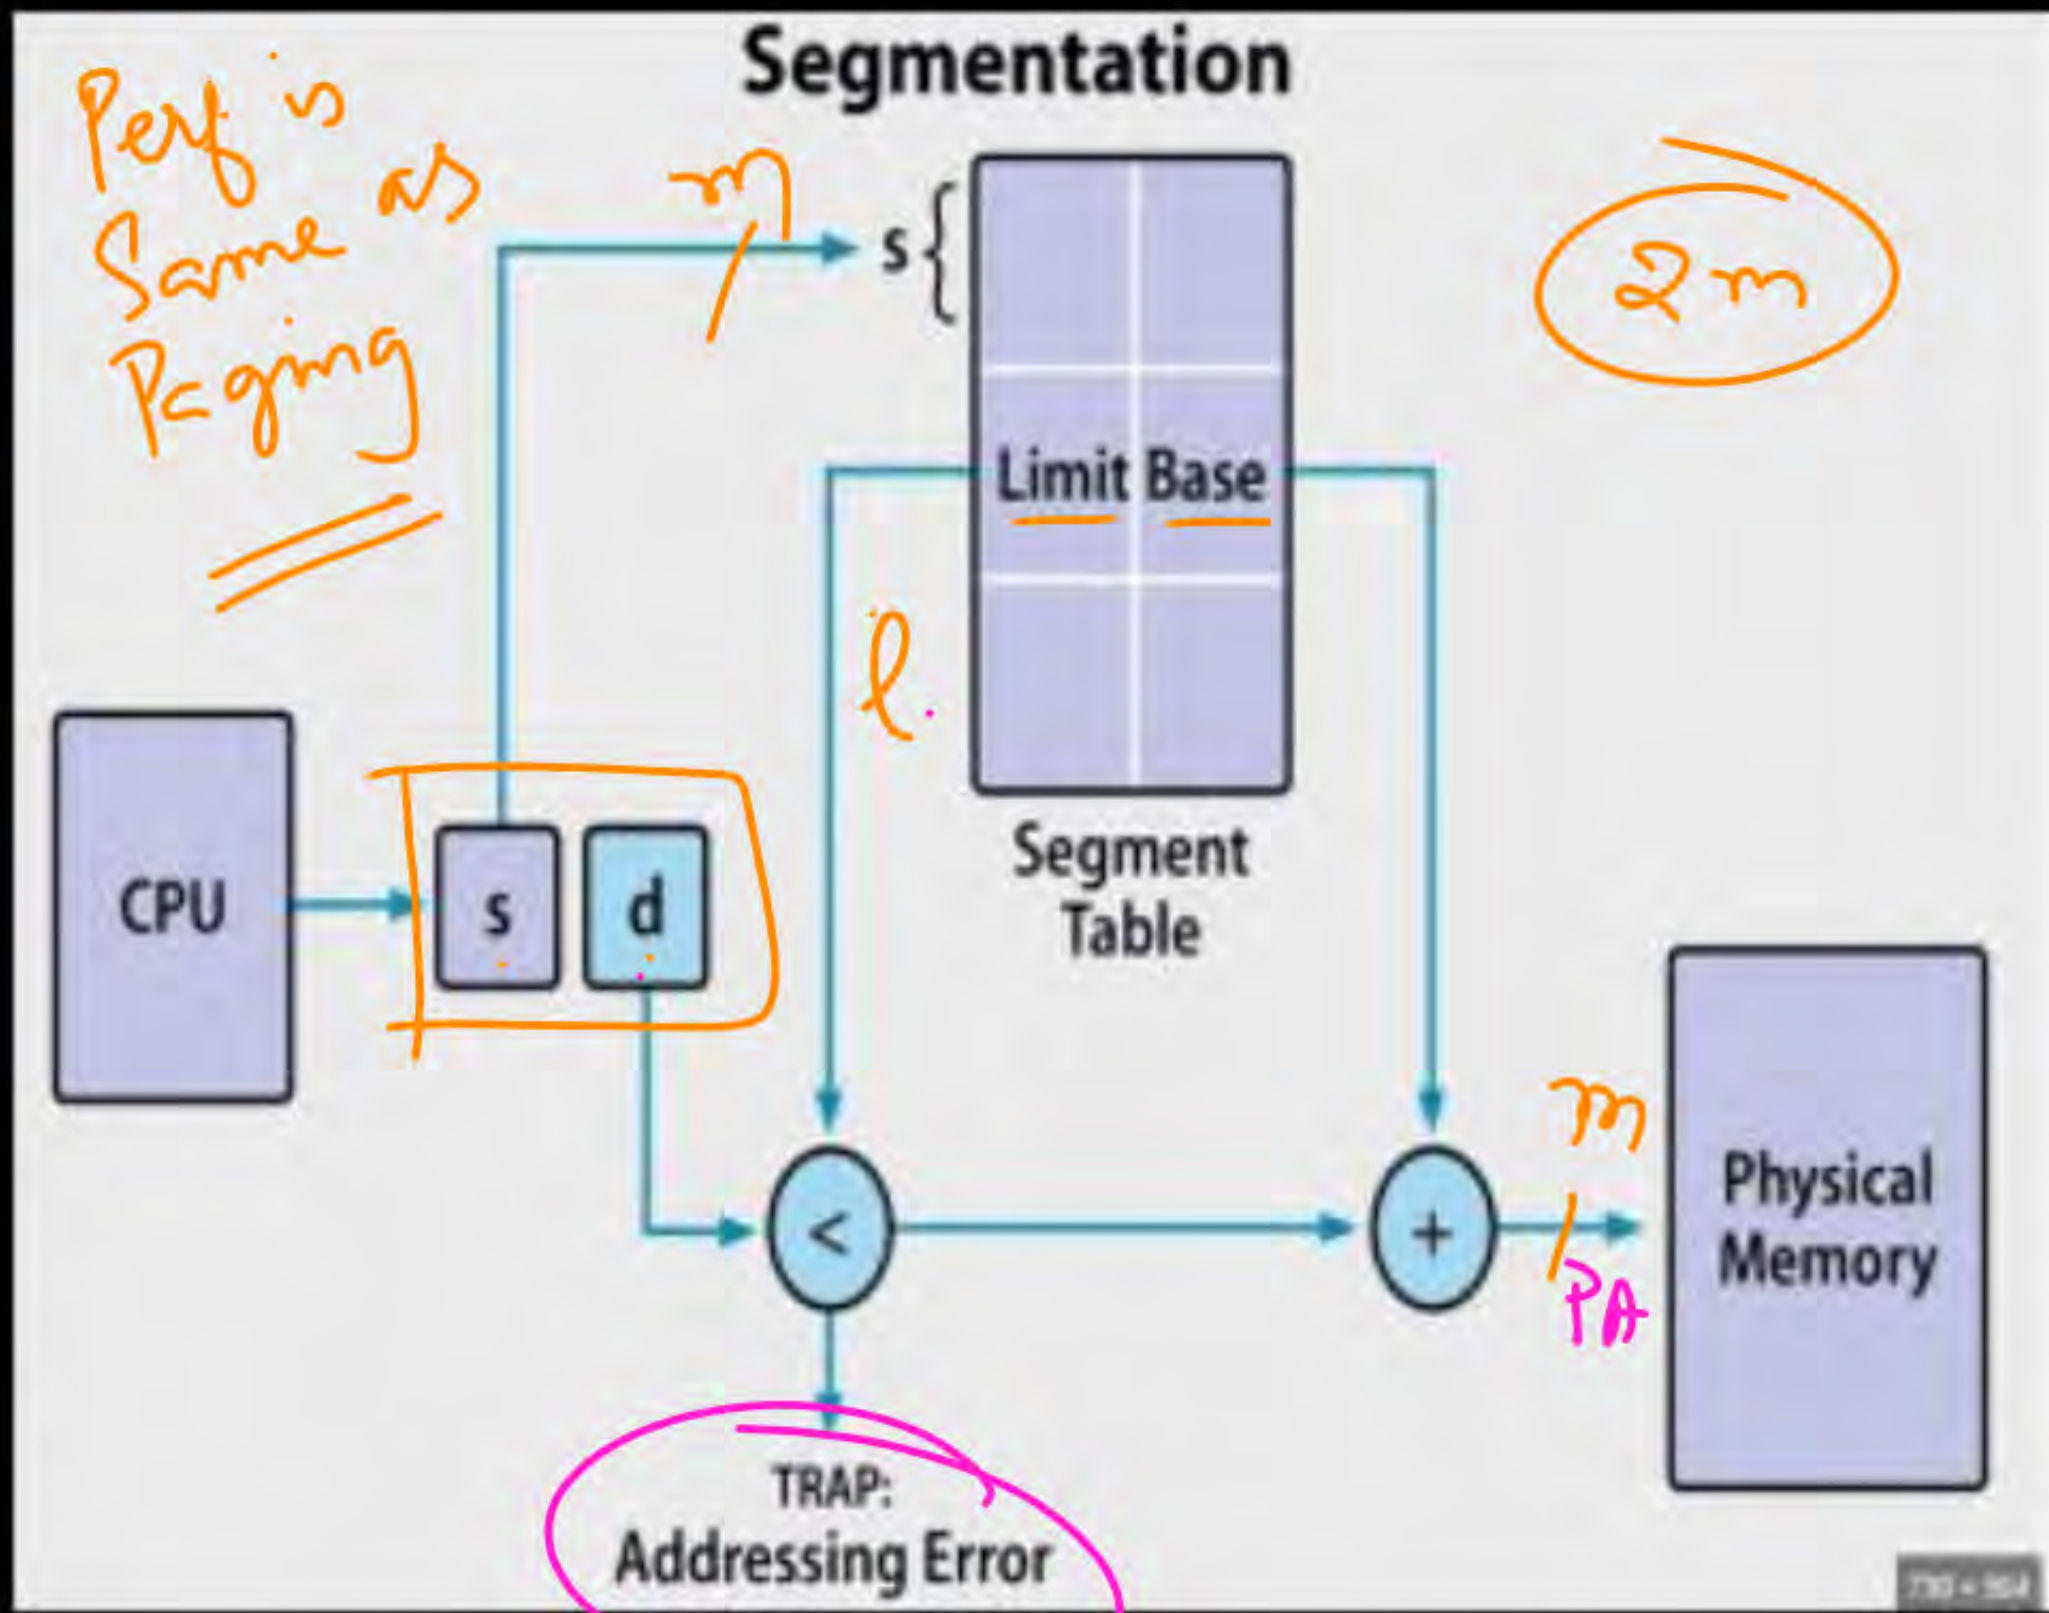 Segmentation
Perf is
Same as
Paging
m
s
2m
Limit Base
l.
Segment
Table
CPU
s d
<
+
m
PA
Physical
Memory
TRAP:
Addressing Error